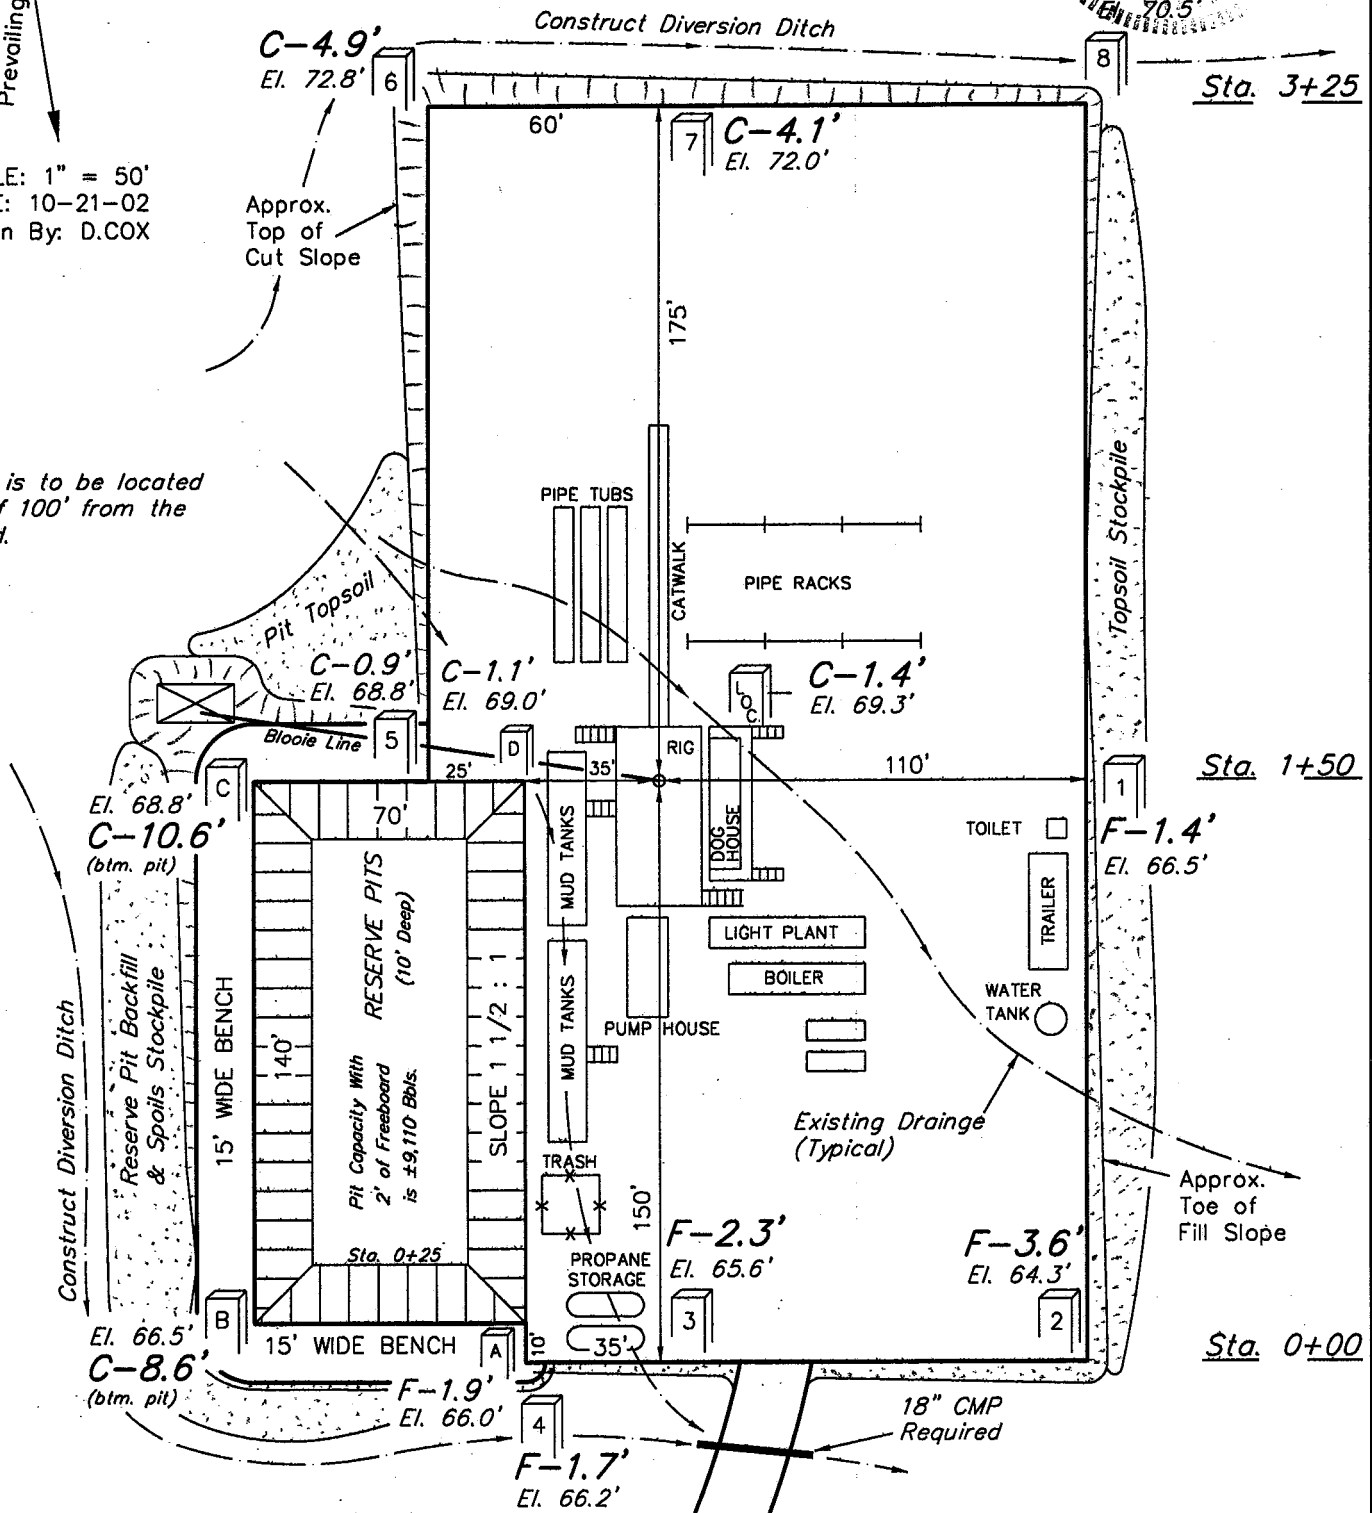 Prevailing
Construct Diversion Ditch
El. 70.5'
C-4.9'
El. 72.8'
6
8
Sta. 3+25
60'
7
C-4.1'
El. 72.0'
1" = 50'
10-21-02
By: D.COX
Approx.
Top of
Cut Slope
175'
is to be located
100' from the
Topsoil Stockpile
PIPE TUBS
CATWALK
PIPE RACKS
Pit Topsoil
C-0.9'
El. 68.8'
C-1.1'
El. 69.0'
LOC.
C-1.4'
El. 69.3'
Blooie Line
5
D
RIG
25'
35'
110'
Sta. 1+50
C
El. 68.8'
C-10.6'
(btm. pit)
70'
MUD TANKS
DOG
HOUSE
TOILET
1
F-1.4'
El. 66.5'
TRAILER
RESERVE PITS
(10' Deep)
LIGHT PLANT
BOILER
WATER
TANK
PUMP HOUSE
MUD TANKS
SLOPE 1 1/2 : 1
Reserve Pit Backfill
& Spoils Stockpile
15' WIDE BENCH
140'
Construct Diversion Ditch
Pit Capacity With
2' of Freeboard
is ±9,110 Bbls.
Existing Drainge
(Typical)
TRASH
150'
Approx.
Toe of
Fill Slope
Sta. 0+25
PROPANE
STORAGE
F-2.3'
El. 65.6'
F-3.6'
El. 64.3'
B
El. 66.5'
C-8.6'
(btm. pit)
15' WIDE BENCH
A
10'
35'
3
2
Sta. 0+00
F-1.9'
El. 66.0'
4
F-1.7'
El. 66.2'
18" CMP
Required